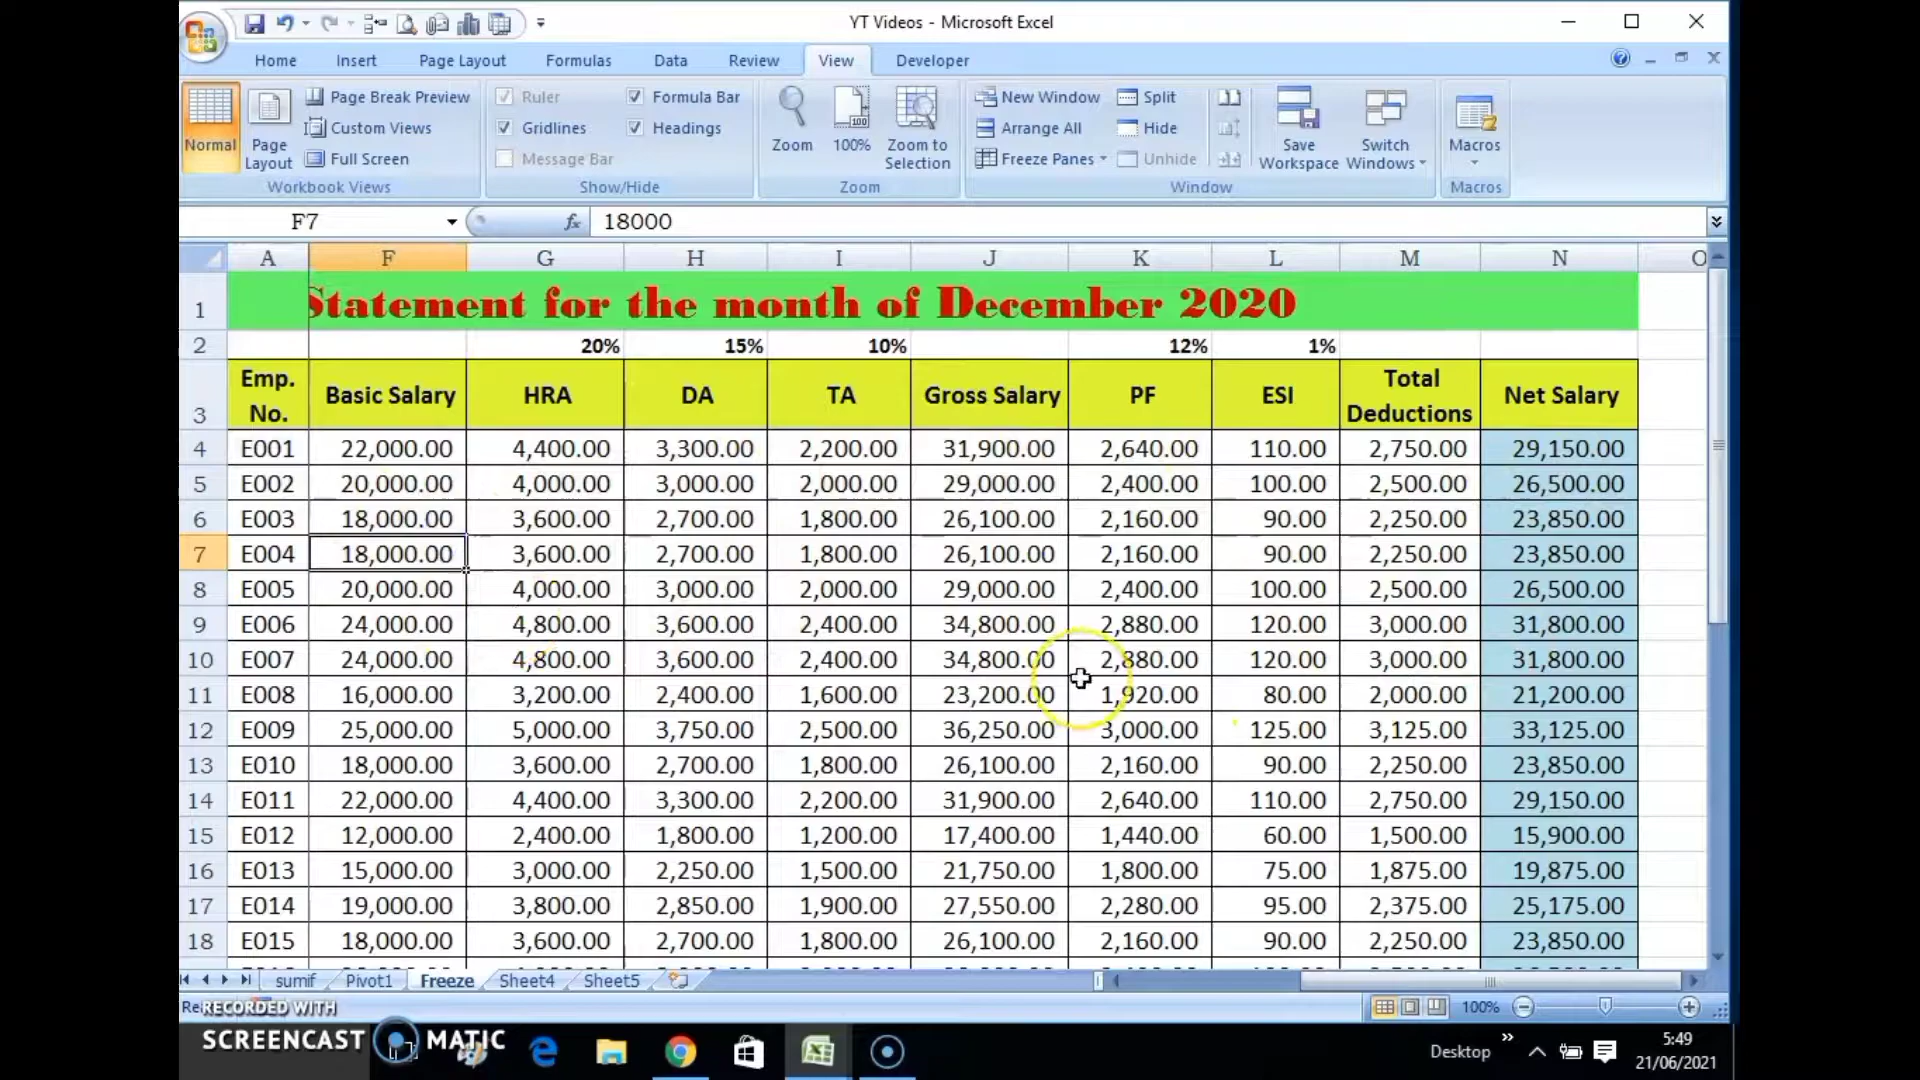 YT Videos - Microsoft Excel
Home Insert Page Layout Formulas Data Review View Developer
Normal
Page Layout
Page Break Preview
Custom Views
Full Screen
Workbook Views
Ruler
Gridlines
Message Bar
Formula Bar
Headings
Show/Hide
Zoom
100
100%
Zoom to Selection
Zoom
New Window
Arrange All
Freeze Panes
Split
Hide
Unhide
Save Workspace
Switch Windows
Window
Macros
Macros
F7 fx 18000
A F G H I J K L M N O
1 Statement for the month of December 2020
2 20% 15% 10% 12% 1%
3 Emp. No. Basic Salary HRA DA TA Gross Salary PF ESI Total Deductions Net Salary
4 E001 22,000.00 4,400.00 3,300.00 2,200.00 31,900.00 2,640.00 110.00 2,750.00 29,150.00
5 E002 20,000.00 4,000.00 3,000.00 2,000.00 29,000.00 2,400.00 100.00 2,500.00 26,500.00
6 E003 18,000.00 3,600.00 2,700.00 1,800.00 26,100.00 2,160.00 90.00 2,250.00 23,850.00
7 E004 18,000.00 3,600.00 2,700.00 1,800.00 26,100.00 2,160.00 90.00 2,250.00 23,850.00
8 E005 20,000.00 4,000.00 3,000.00 2,000.00 29,000.00 2,400.00 100.00 2,500.00 26,500.00
9 E006 24,000.00 4,800.00 3,600.00 2,400.00 34,800.00 2,880.00 120.00 3,000.00 31,800.00
10 E007 24,000.00 4,800.00 3,600.00 2,400.00 34,800.00 2,880.00 120.00 3,000.00 31,800.00
11 E008 16,000.00 3,200.00 2,400.00 1,600.00 23,200.00 1,920.00 80.00 2,000.00 21,200.00
12 E009 25,000.00 5,000.00 3,750.00 2,500.00 36,250.00 3,000.00 125.00 3,125.00 33,125.00
13 E010 18,000.00 3,600.00 2,700.00 1,800.00 26,100.00 2,160.00 90.00 2,250.00 23,850.00
14 E011 22,000.00 4,400.00 3,300.00 2,200.00 31,900.00 2,640.00 110.00 2,750.00 29,150.00
15 E012 12,000.00 2,400.00 1,800.00 1,200.00 17,400.00 1,440.00 60.00 1,500.00 15,900.00
16 E013 15,000.00 3,000.00 2,250.00 1,500.00 21,750.00 1,800.00 75.00 1,875.00 19,875.00
17 E014 19,000.00 3,800.00 2,850.00 1,900.00 27,550.00 2,280.00 95.00 2,375.00 25,175.00
18 E015 18,000.00 3,600.00 2,700.00 1,800.00 26,100.00 2,160.00 90.00 2,250.00 23,850.00
sumif Pivot1 Freeze Sheet4 Sheet5
RECORDED WITH 100%
SCREENCAST MATIC
Desktop
5:49
21/06/2021